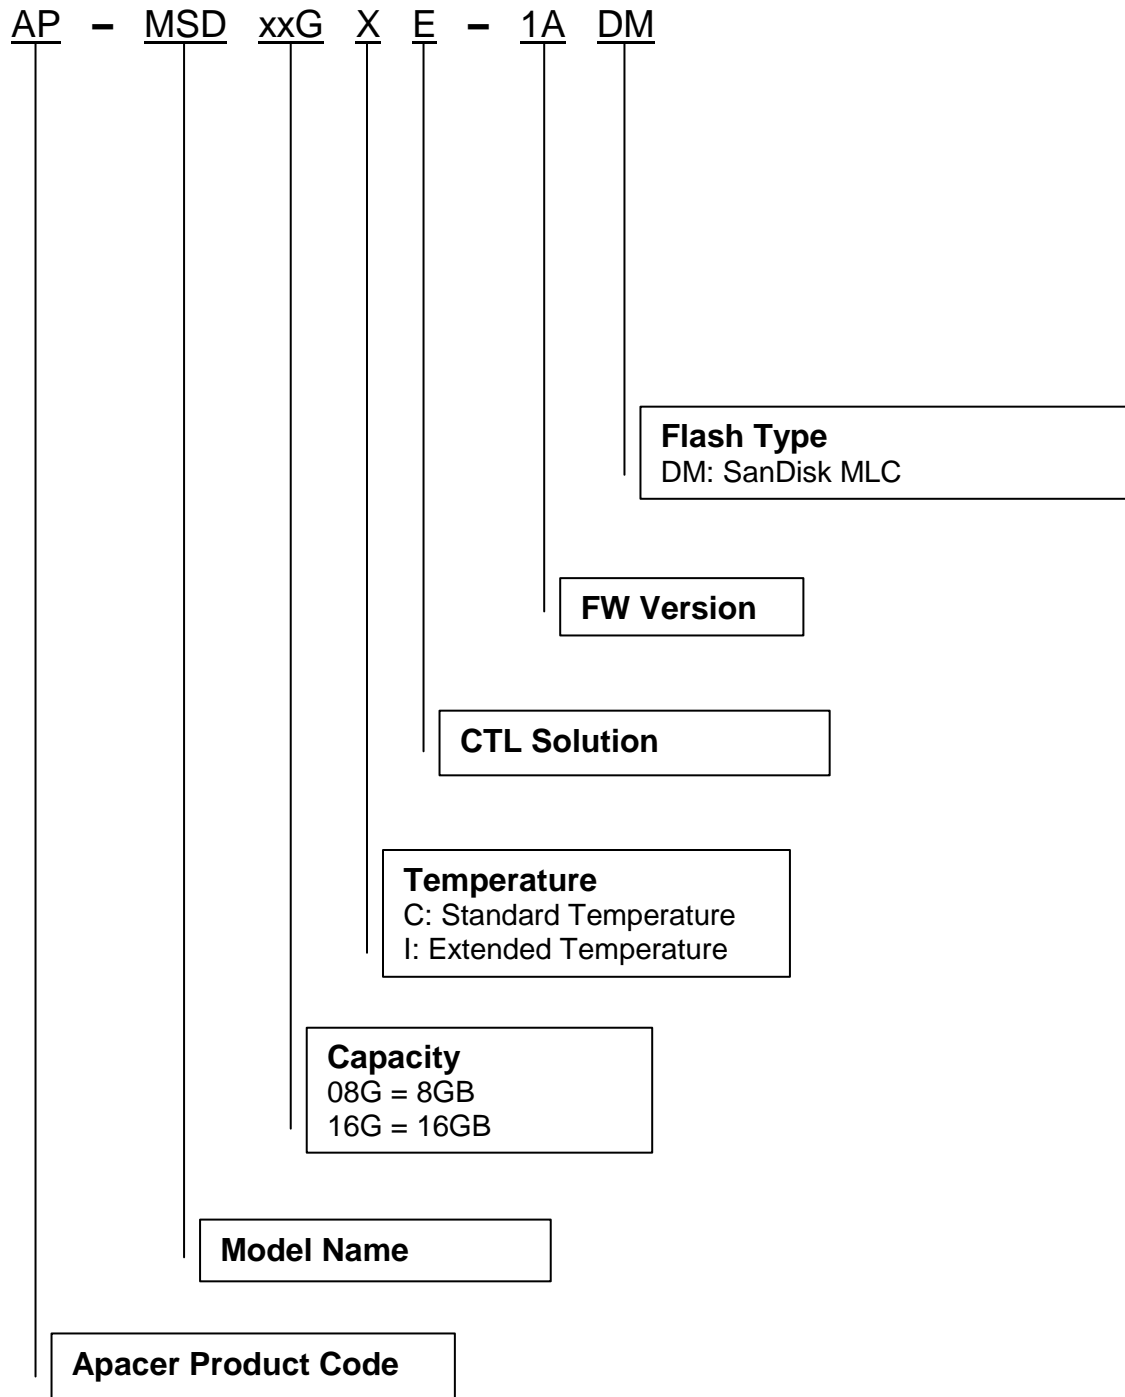 AP – MSD xxG X E – 1A DM
Flash Type
DM: SanDisk MLC
FW Version
CTL Solution
Temperature
C: Standard Temperature
I: Extended Temperature
Capacity
08G = 8GB
16G = 16GB
Model Name
Apacer Product Code